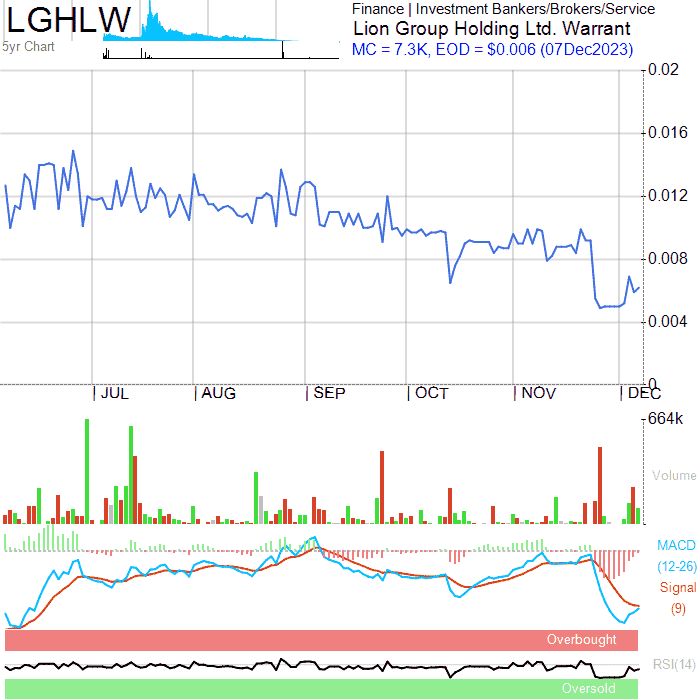 LGHLW
5yr Chart
Finance | Investment Bankers/Brokers/Service
Lion Group Holding Ltd. Warrant
MC = 7.3K, EOD = $0.006 (07Dec2023)
0.02
0.016
0.012
0.008
0.004
0
JUL AUG SEP OCT NOV DEC
664k
Volume
MACD
(12-26)
Signal
(9)
Overbought
RSI(14)
Oversold